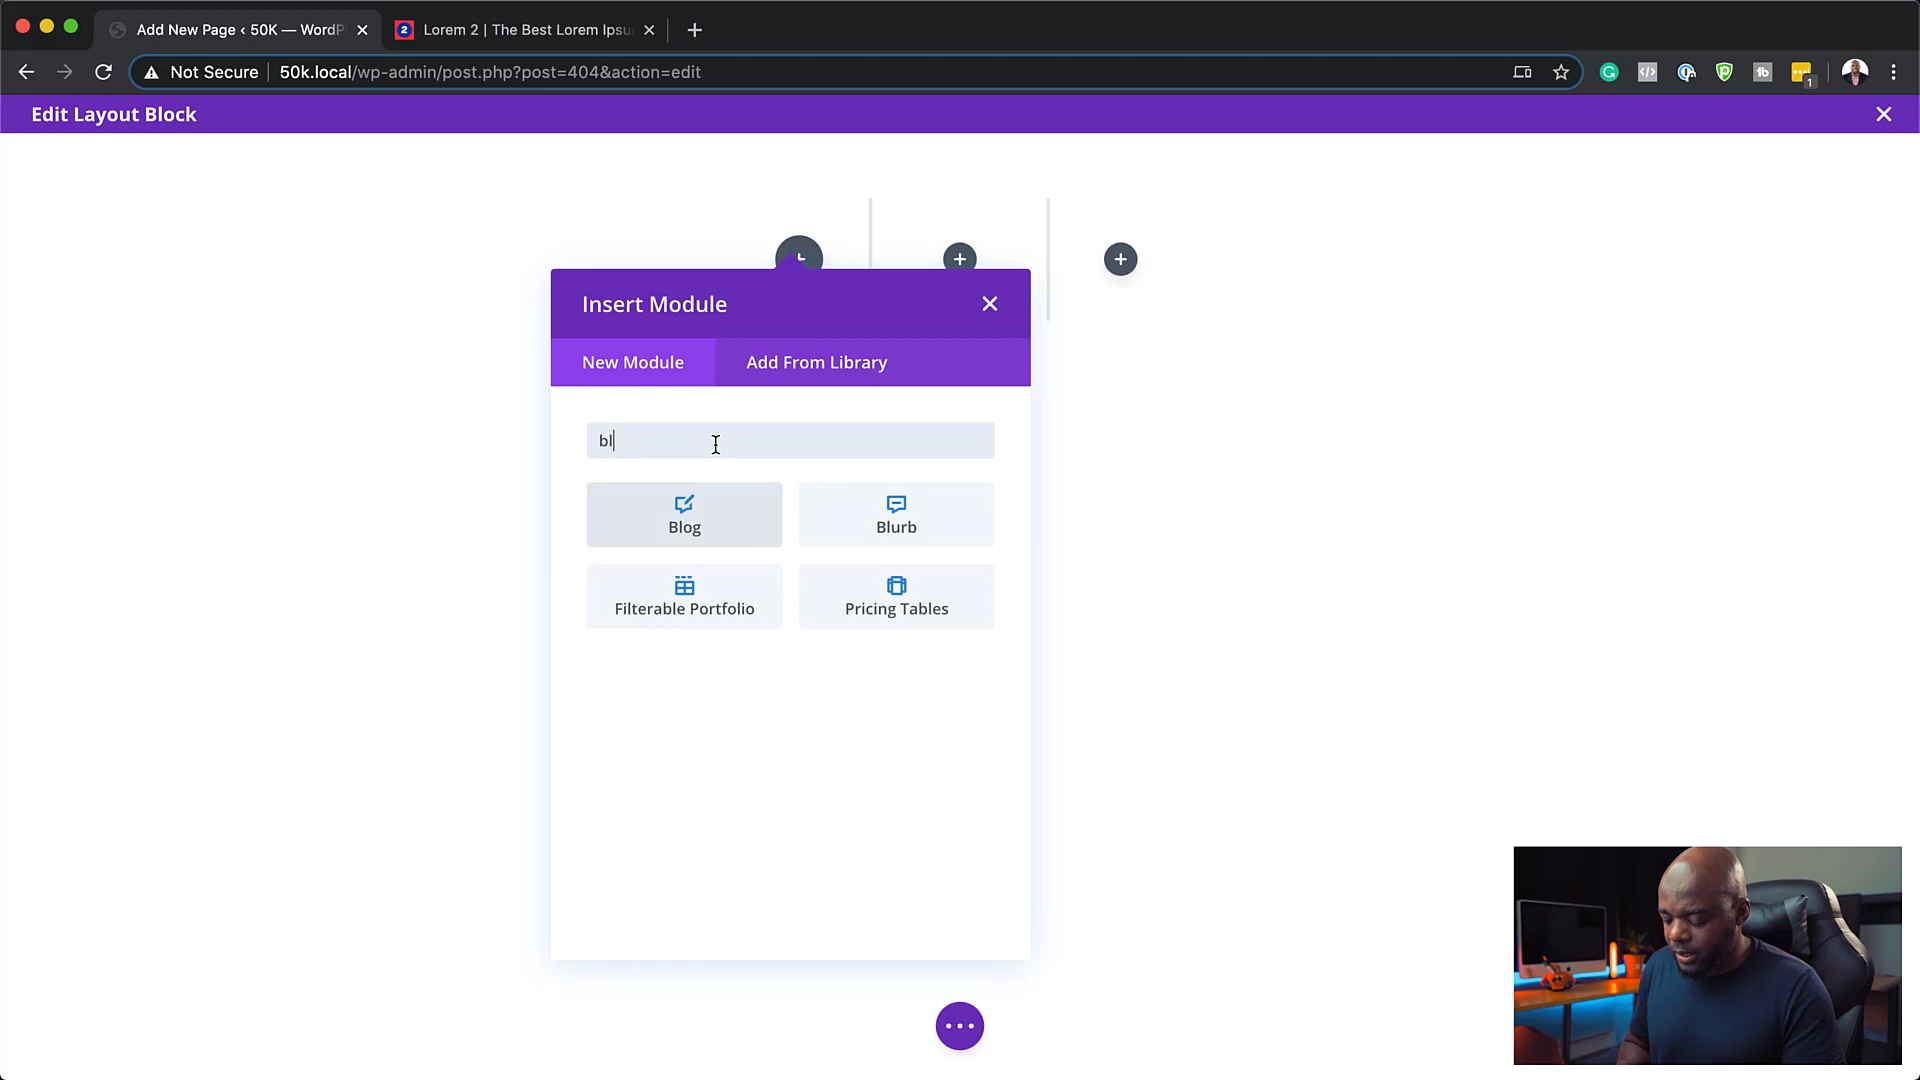 Add New Page ‹ 50K — WordP
2
Lorem 2 | The Best Lorem Ipsu
Not Secure
50k.local/wp-admin/post.php?post=404&action=edit
1
Edit Layout Block
Insert Module
New Module
Add From Library
bl
Blog
Blurb
Filterable Portfolio
Pricing Tables